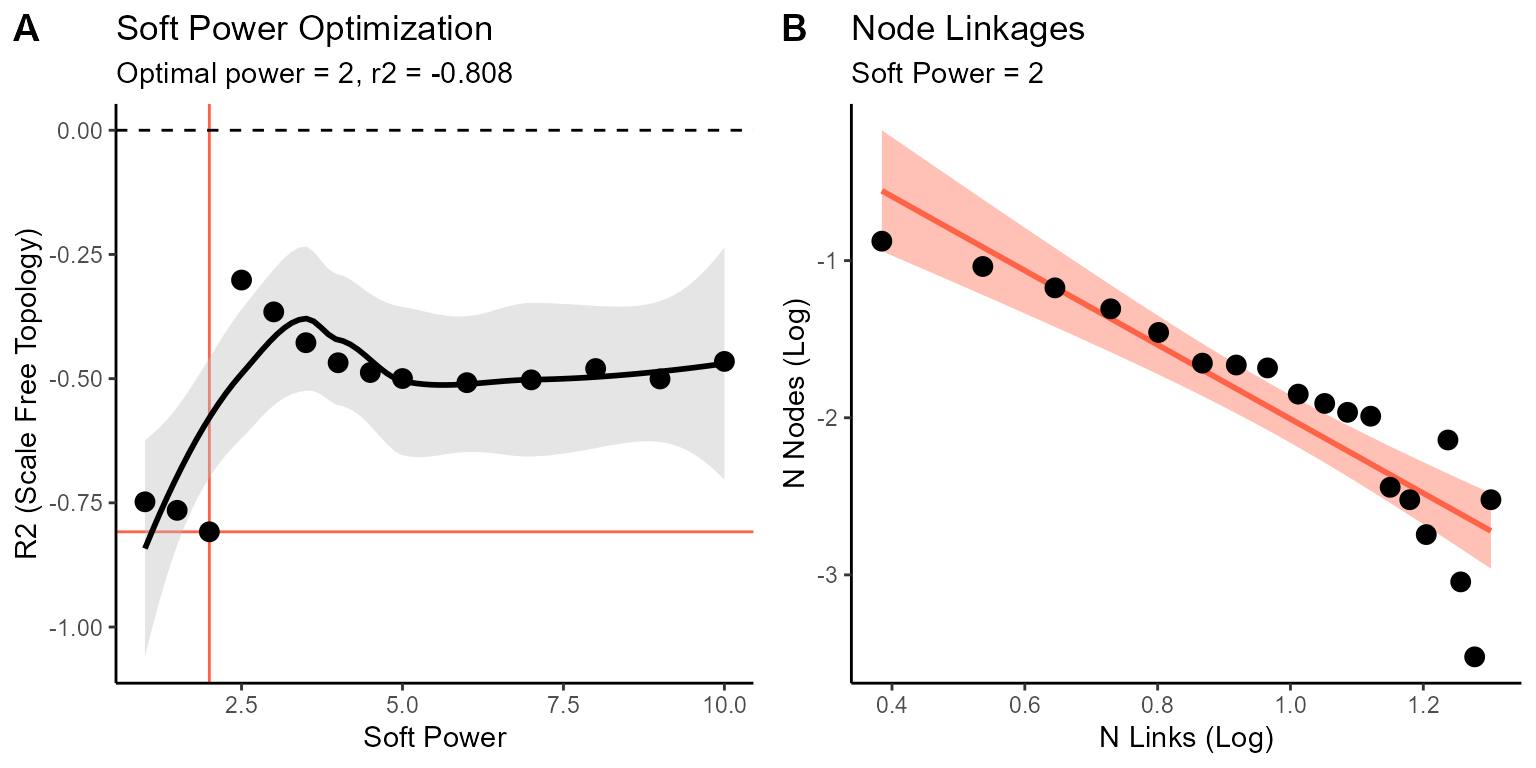 A
Soft Power Optimization
Optimal power = 2, r2 = -0.808
R2 (Scale Free Topology)
0.00
-0.25
-0.50
-0.75
-1.00
2.5
5.0
7.5
10.0
Soft Power
B
Node Linkages
Soft Power = 2
N Nodes (Log)
-1
-2
-3
0.4
0.6
0.8
1.0
1.2
N Links (Log)